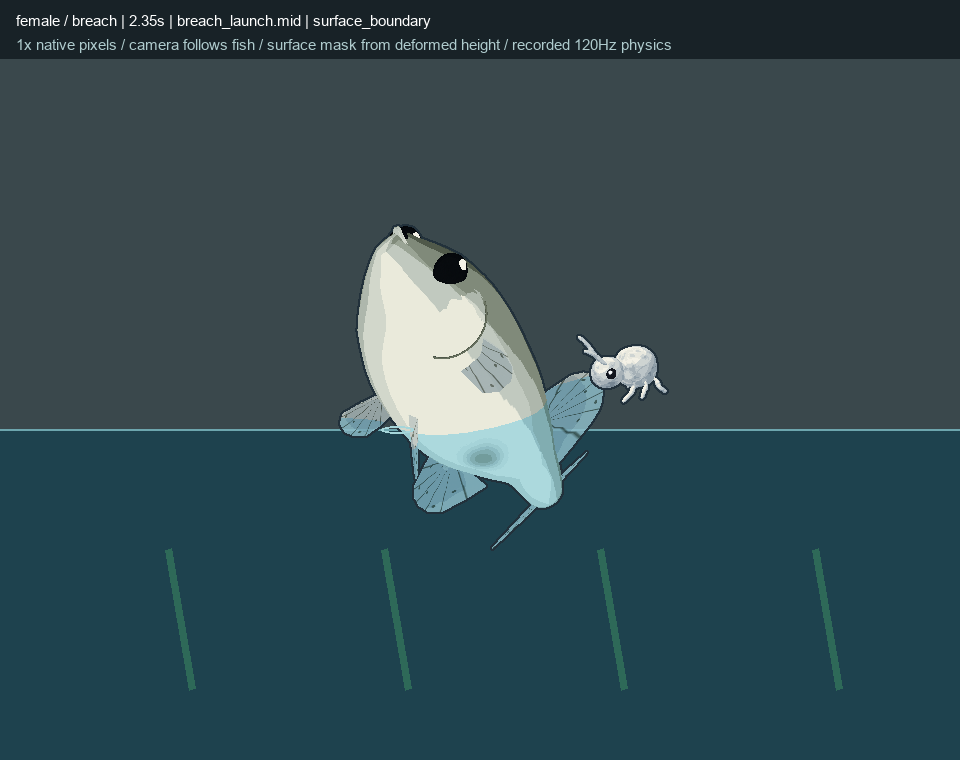 female / breach | 2.35s | breach_launch.mid | surface_boundary
1x native pixels / camera follows fish / surface mask from deformed height / recorded 120Hz physics